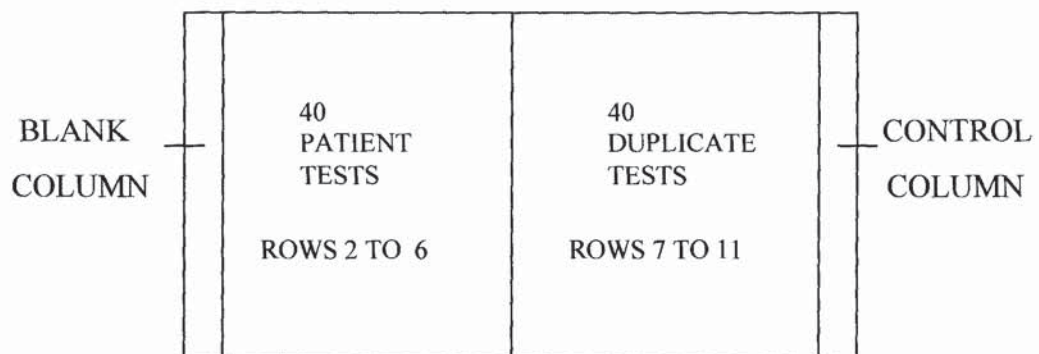 BLANK
COLUMN
40
PATIENT
TESTS
ROWS 2 TO 6
40
DUPLICATE
TESTS
ROWS 7 TO 11
CONTROL
COLUMN